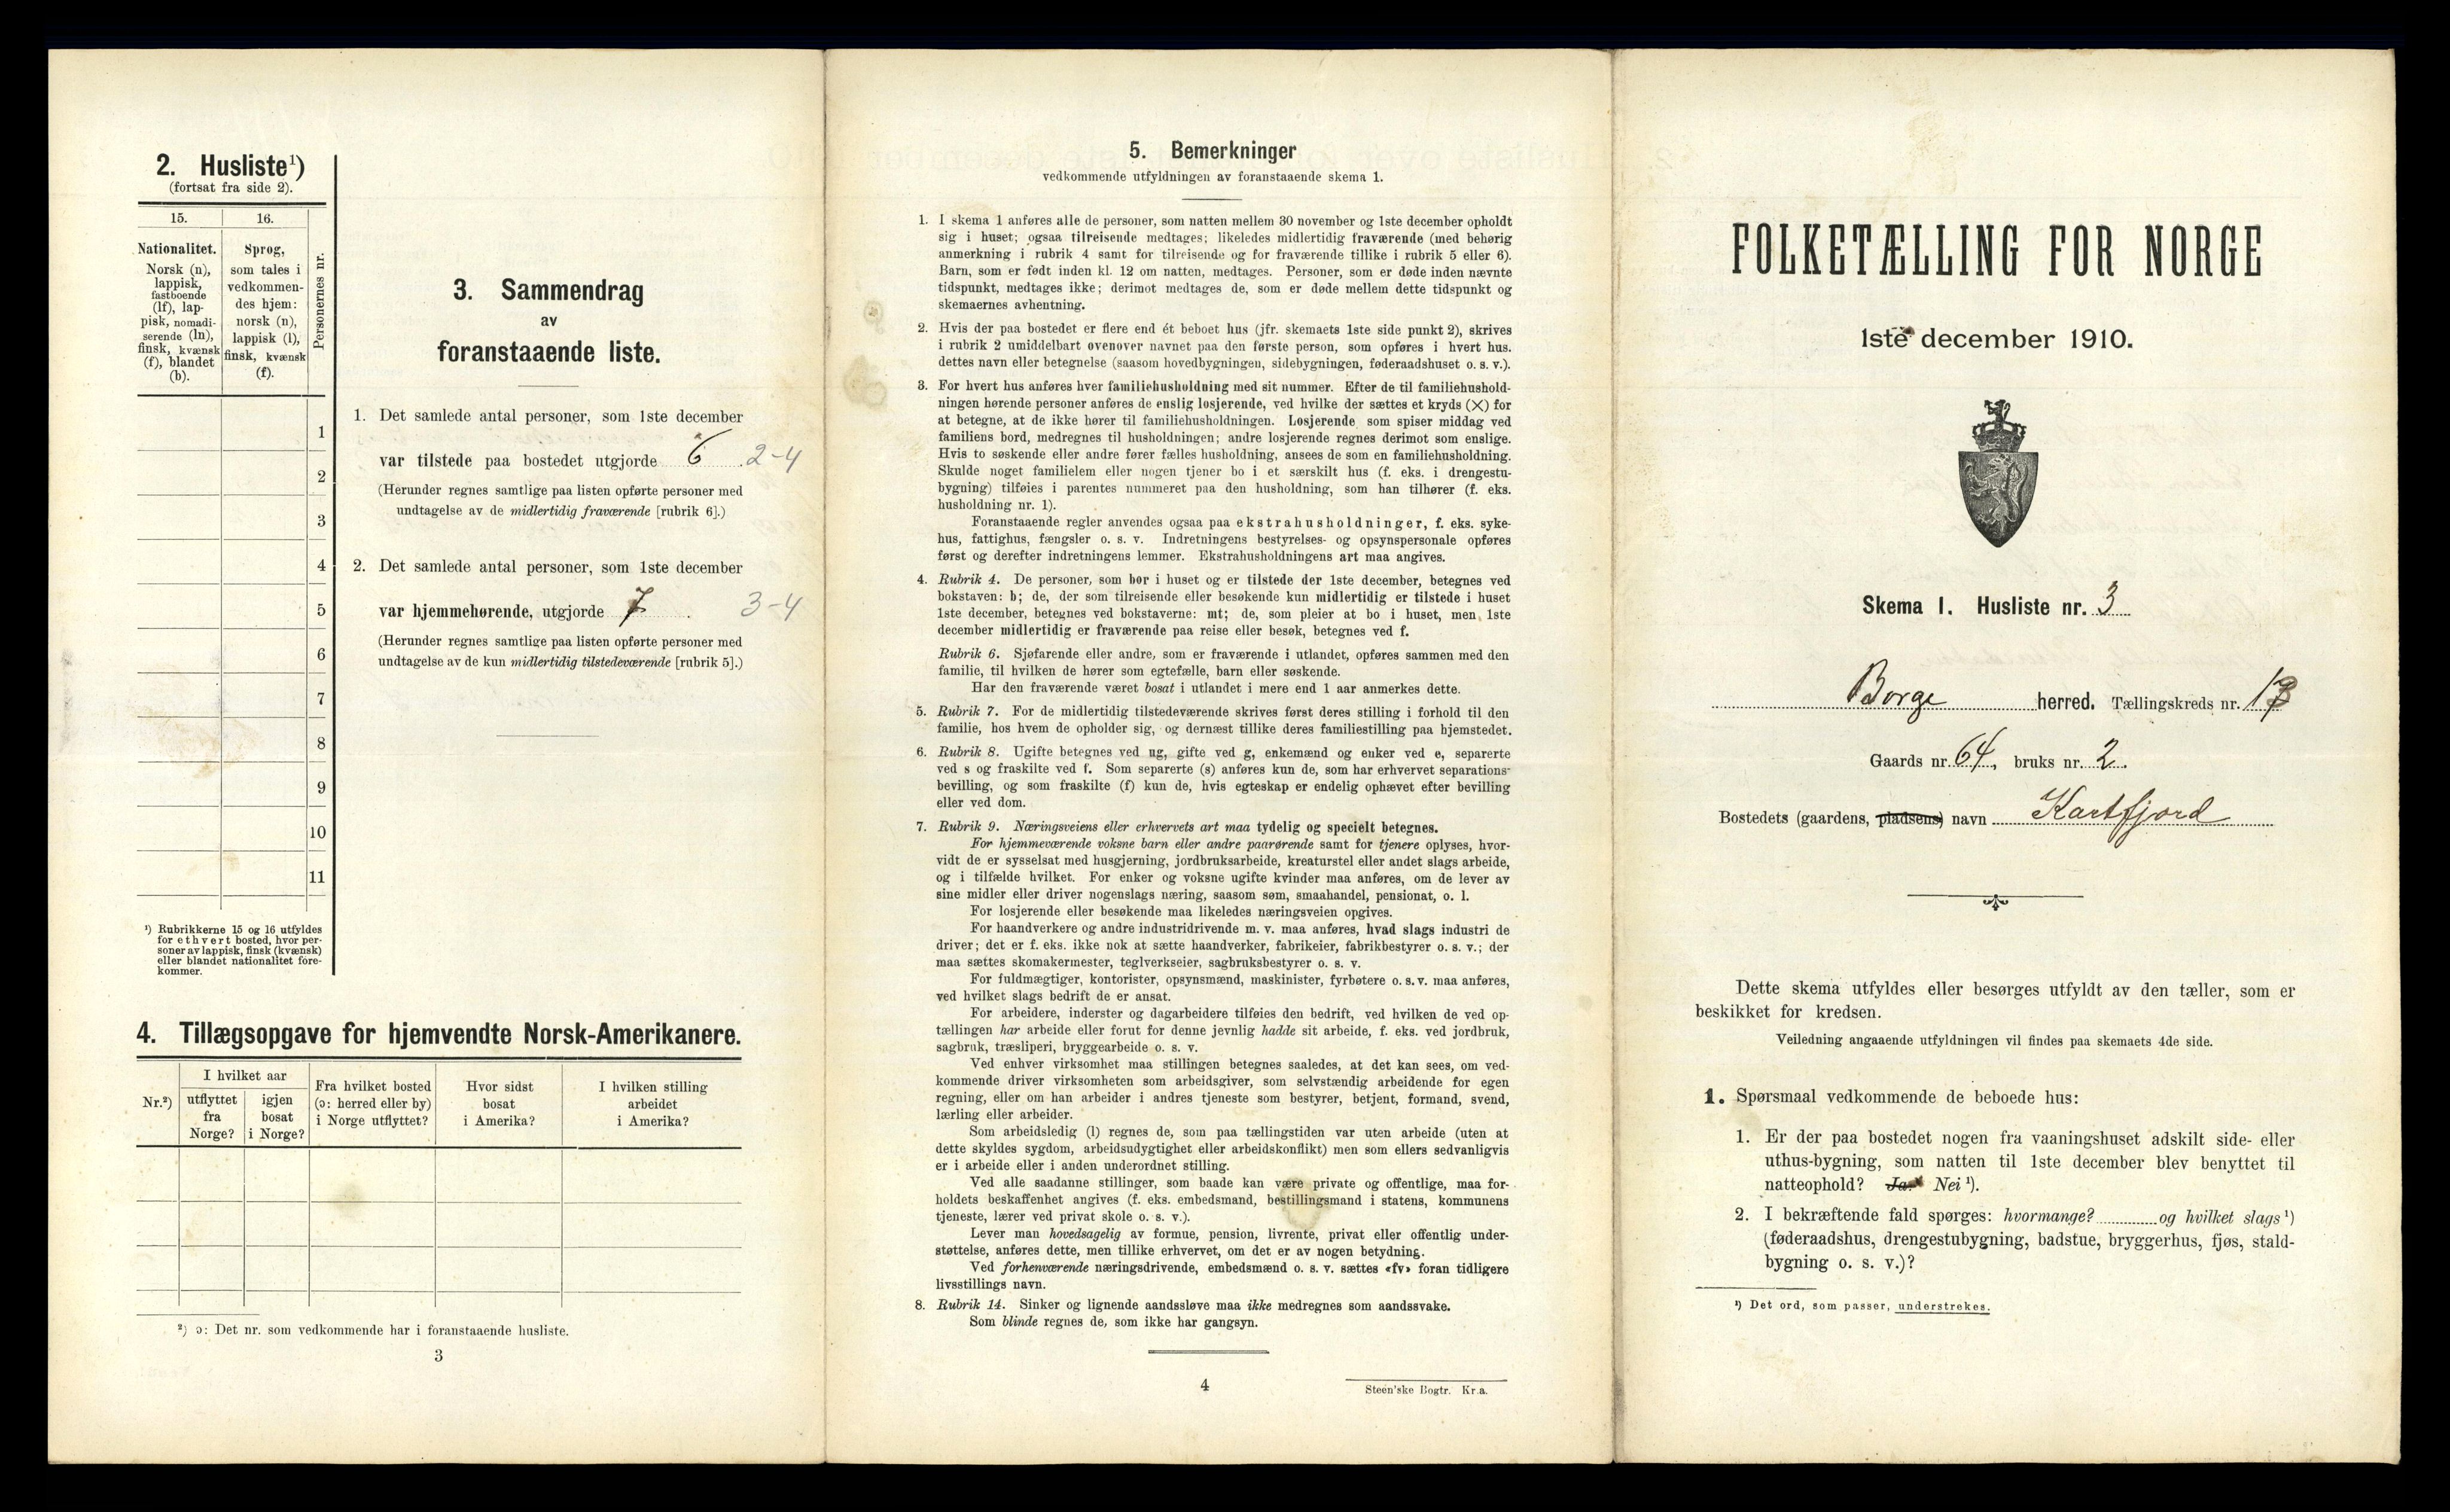 2. Husliste¹)
(fortsat fra side 2).
15.
16.
Personernes nr.
Nationalitet.
Norsk (n),
lappisk,
fastboende
(lf), lap-
pisk, nomadi-
serende (ln),
finsk, kvænsk
(f), blandet
(b).
Sprog,
som tales i
vedkommen-
des hjem:
norsk (n),
lappisk (l),
finsk, kvænsk
(f).
1
2
3
4
5
6
7
8
9
10
11
¹) Rubrikkerne 15 og 16 utfyldes
for ethvert bosted, hvor per-
soner av lappisk, finsk (kvænsk)
eller blandet nationalitet fore-
kommer.
3. Sammendrag
av
foranstaaende liste.
1. Det samlede antal personer, som 1ste december
var tilstede paa bostedet utgjorde 6 . 2-4
(Herunder regnes samtlige paa listen opførte personer med
undtagelse av de midlertidig fraværende [rubrik 6].)
2. Det samlede antal personer, som 1ste december
var hjemmehørende, utgjorde 7 . 3-4
(Herunder regnes samtlige paa listen opførte personer med
undtagelse av de kun midlertidig tilstedeværende [rubrik 5].)
4. Tillægsopgave for hjemvendte Norsk-Amerikanere.
Nr.²)
I hvilket aar
utflyttet
fra
Norge?
igjen
bosat
i Norge?
Fra hvilket bosted
(ɔ: herred eller by)
i Norge utflyttet?
Hvor sidst
bosat
i Amerika?
I hvilken stilling
arbeidet
i Amerika?
²) ɔ: Det nr. som vedkommende har i foranstaaende husliste.
3
5. Bemerkninger
vedkommende utfyldningen av foranstaaende skema 1.
1. I skema 1 anføres alle de personer, som natten mellem 30 november og 1ste december opholdt
sig i huset; ogsaa tilreisende medtages; likeledes midlertidig fraværende (med behørig
anmerkning i rubrik 4 samt for tilreisende og for fraværende tillike i rubrik 5 eller 6).
Barn, som er født inden kl. 12 om natten, medtages. Personer, som er døde inden nævnte
tidspunkt, medtages ikke; derimot medtages de, som er døde mellem dette tidspunkt og
skemaernes avhentning.
2. Hvis der paa bostedet er flere end ét beboet hus (jfr. skemaets 1ste side punkt 2), skrives
i rubrik 2 umiddelbart ovenover navnet paa den første person, som opføres i hvert hus.
dettes navn eller betegnelse (saasom hovedbygningen, sidebygningen, føderaadshuset o. s. v.).
3. For hvert hus anføres hver familiehusholdning med sit nummer. Efter de til familiehushold-
ningen hørende personer anføres de enslig losjerende, ved hvilke der sættes et kryds (×) for
at betegne, at de ikke hører til familiehusholdningen. Losjerende som spiser middag ved
familiens bord, medregnes til husholdningen; andre losjerende regnes derimot som enslige.
Hvis to søskende eller andre fører fælles husholdning, ansees de som en familiehusholdning.
Skulde noget familielem eller nogen tjener bo i et særskilt hus (f. eks. i drengestu-
bygning) tilføies i parentes nummeret paa den husholdning, som han tilhører (f. eks.
husholdning nr. 1).
Foranstaaende regler anvendes ogsaa paa ekstrahusholdninger, f. eks. syke-
hus, fattighus, fængsler o. s. v. Indretningens bestyrelses- og opsynspersonale opføres
først og derefter indretningens lemmer. Ekstrahusholdningens art maa angives.
4. Rubrik 4. De personer, som bor i huset og er tilstede der 1ste december, betegnes ved
bokstaven: b; de, der som tilreisende eller besøkende kun midlertidig er tilstede i huset
1ste december, betegnes ved bokstaverne: mt; de, som pleier at bo i huset, men 1ste
december midlertidig er fraværende paa reise eller besøk, betegnes ved f.
Rubrik 6. Sjøfarende eller andre, som er fraværende i utlandet, opføres sammen med den
familie, til hvilken de hører som egtefælle, barn eller søskende.
Har den fraværende været bosat i utlandet i mere end 1 aar anmerkes dette.
5. Rubrik 7. For de midlertidig tilstedeværende skrives først deres stilling i forhold til den
familie, hos hvem de opholder sig, og dernæst tillike deres familiestilling paa hjemstedet.
6. Rubrik 8. Ugifte betegnes ved ug, gifte ved g, enkemænd og enker ved e, separerte
ved s og fraskilte ved f. Som separerte (s) anføres kun de, som har erhvervet separations-
bevilling, og som fraskilte (f) kun de, hvis egteskap er endelig ophævet efter bevilling
eller ved dom.
7. Rubrik 9. Næringsveiens eller erhvervets art maa tydelig og specielt betegnes.
For hjemmeværende voksne barn eller andre paarørende samt for tjenere oplyses, hvor-
vidt de er sysselsat med husgjerning, jordbruksarbeide, kreaturstel eller andet slags arbeide,
og i tilfælde hvilket. For enker og voksne ugifte kvinder maa anføres, om de lever av
sine midler eller driver nogenslags næring, saasom søm, smaahandel, pensionat, o. l.
For losjerende eller besøkende maa likeledes næringsveien opgives.
For haandverkere og andre industridrivende m. v. maa anføres, hvad slags industri de
driver; det er f. eks. ikke nok at sætte haandverker, fabrikeier, fabrikbestyrer o. s. v.; der
maa sættes skomakermester, teglverkseier, sagbruksbestyrer o. s. v.
For fuldmægtiger, kontorister, opsynsmænd, maskinister, fyrbøtere o. s. v. maa anføres,
ved hvilket slags bedrift de er ansat.
For arbeidere, inderster og dagarbeidere tilføies den bedrift, ved hvilken de ved op-
tællingen har arbeide eller forut for denne jevnlig hadde sit arbeide, f. eks. ved jordbruk,
sagbruk, træsliperi, bryggearbeide o. s. v.
Ved enhver virksomhet maa stillingen betegnes saaledes, at det kan sees, om ved-
kommende driver virksomheten som arbeidsgiver, som selvstændig arbeidende for egen
regning, eller om han arbeider i andres tjeneste som bestyrer, betjent, formand, svend,
lærling eller arbeider.
Som arbeidsledig (l) regnes de, som paa tællingstiden var uten arbeide (uten at
dette skyldes sygdom, arbeidsudygtighet eller arbeidskonflikt) men som ellers sedvanligvis
er i arbeide eller i anden underordnet stilling.
Ved alle saadanne stillinger, som baade kan være private og offentlige, maa for-
holdets beskaffenhet angives (f. eks. embedsmand, bestillingsmand i statens, kommunens
tjeneste, lærer ved privat skole o. s. v.).
Lever man hovedsagelig av formue, pension, livrente, privat eller offentlig under-
støttelse, anføres dette, men tillike erhvervet, om det er av nogen betydning.
Ved forhenværende næringsdrivende, embedsmænd o. s. v. sættes «fv» foran tidligere
livsstillings navn.
8. Rubrik 14. Sinker og lignende aandssløve maa ikke medregnes som aandssvake.
Som blinde regnes de, som ikke har gangsyn.
4
Steen'ske Bogtr. Kr.a.
FOLKETÆLLING FOR NORGE
1ste december 1910.
Skema 1. Husliste nr. 3
Borge herred. Tællingskreds nr. 13
Gaards nr. 64, bruks nr. 2.
Bostedets (gaardens, pladsens) navn Kartfjord
Dette skema utfyldes eller besørges utfyldt av den tæller, som er
beskikket for kredsen.
Veiledning angaaende utfyldningen vil findes paa skemaets 4de side.
1. Spørsmaal vedkommende de beboede hus:
1. Er der paa bostedet nogen fra vaaningshuset adskilt side- eller
uthus-bygning, som natten til 1ste december blev benyttet til
natteophold? Ja. Nei ¹).
2. I bekræftende fald spørges: hvormange? og hvilket slags ¹)
(føderaadshus, drengestubygning, badstue, bryggerhus, fjøs, stald-
bygning o. s. v.)?
¹) Det ord, som passer, understrekes.